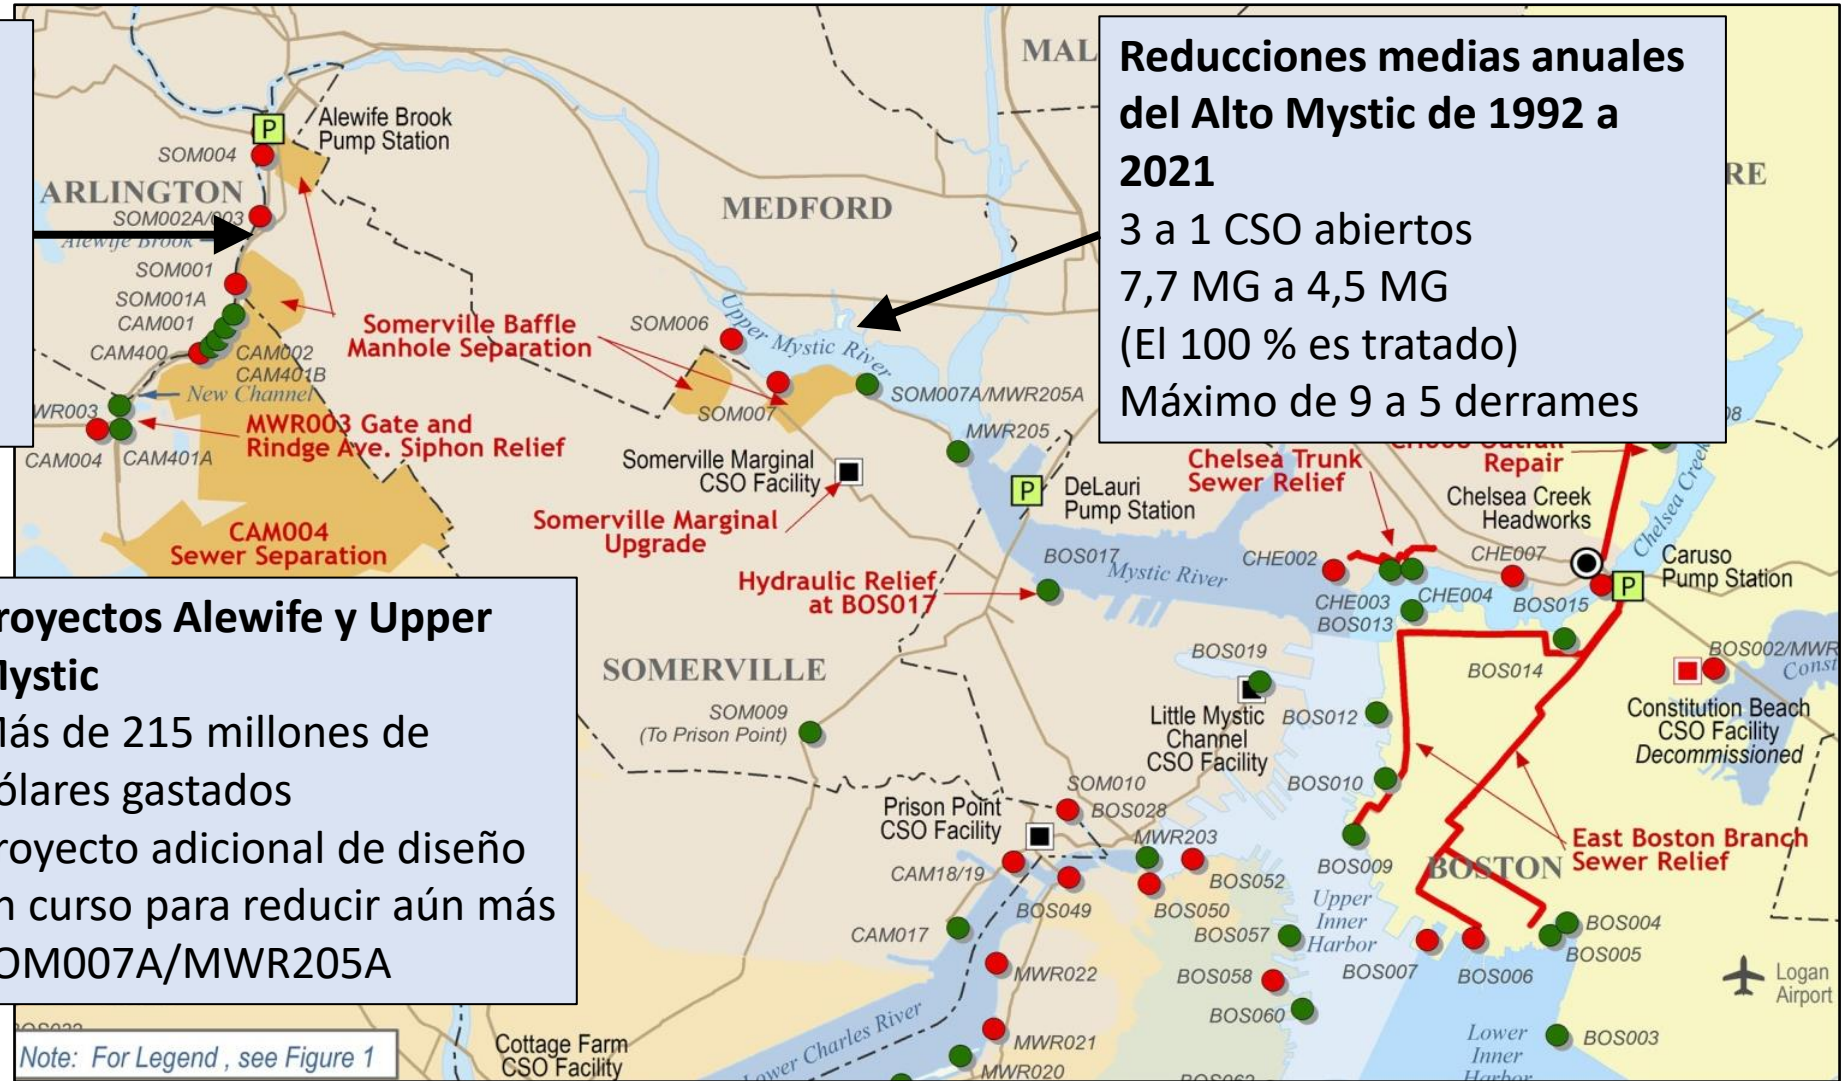 Reducciones medias anuales
del Alto Mystic de 1992 a
2021
3 a 1 CSO abiertos
7,7 MG a 4,5 MG
(El 100 % es tratado)
Máximo de 9 a 5 derrames
MAL
RE
Alewife Brook
Pump Station
SOM004
ARLINGTON
SOM002A/003
Alewife Brook
MEDFORD
SOM001
SOM001A
CAM001
CAM400
CAM002
CAM401B
New Channel
WR003
MWR003 Gate and
Rindge Ave. Siphon Relief
CAM004
CAM401A
CAM004
Sewer Separation
Somerville Baffle
Manhole Separation
SOM006
Upper Mystic River
SOM007
SOM007A/MWR205A
MWR205
Somerville Marginal
CSO Facility
Somerville Marginal
Upgrade
DeLauri
Pump Station
Chelsea Trunk
Sewer Relief
Repair
08
Chelsea Creek
Headworks
Chelsea Creek
BOS017
Mystic River
CHE002
CHE007
Caruso
Pump Station
Hydraulic Relief
at BOS017
CHE003
CHE004
BOS013
BOS015
royectos Alewife y Upper
Mystic
Más de 215 millones de
ólares gastados
royecto adicional de diseño
n curso para reducir aún más
OM007A/MWR205A
SOMERVILLE
SOM009
(To Prison Point)
BOS019
BOS014
BOS002/MWR
Const
Little Mystic
Channel
CSO Facility
BOS012
Constitution Beach
CSO Facility
Decommissioned
BOS010
SOM010
BOS028
Prison Point
CSO Facility
MWR203
BOS009
East Boston Branch
Sewer Relief
BOSTON
CAM18/19
BOS052
BOS049
BOS050
Upper
Inner
Harbor
CAM017
BOS057
BOS004
BOS005
MWR022
BOS058
BOS007
BOS006
Logan
Airport
BOS060
MWR021
Lower
Inner
Harbor
BOS003
Lower Charles River
Cottage Farm
CSO Facility
MWR020
Note: For Legend , see Figure 1
P
P
P